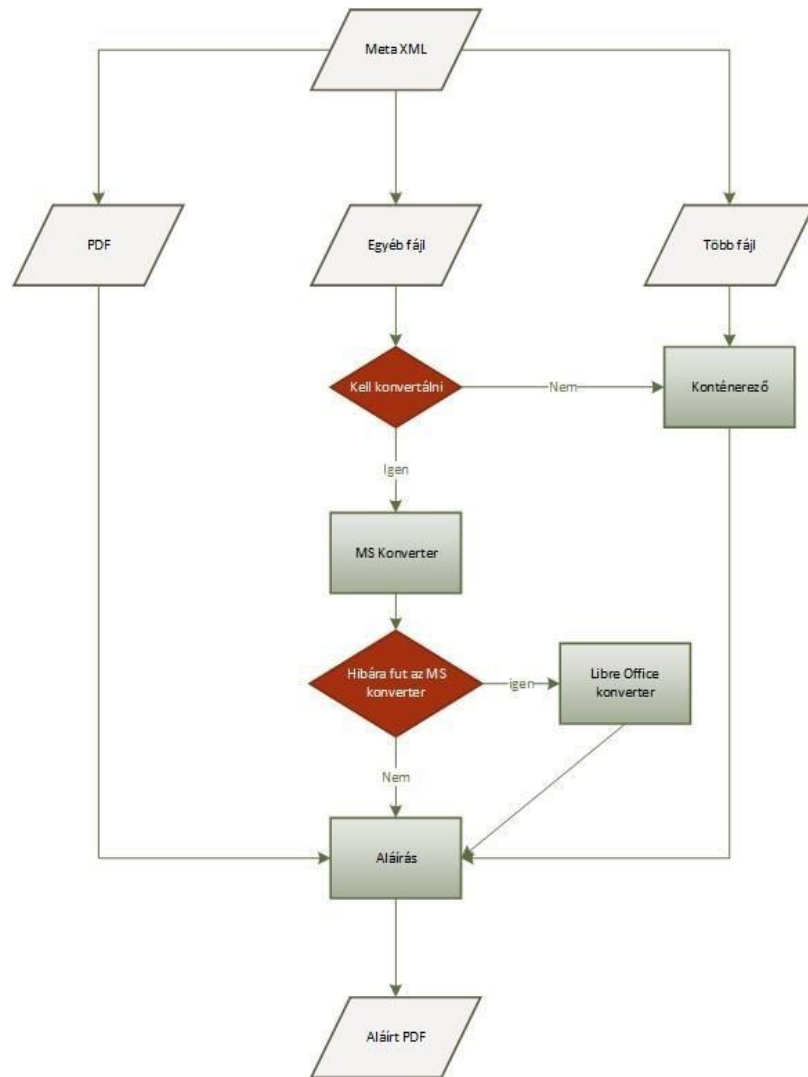 Meta XML
PDF
Egyéb fájl
Több fájl
Kell konvertálni
Nem
Konténerező
Igen
MS Konverter
Hibára fut az MS
konverter
igen
Libre Office
konverter
Nem
Aláírás
Aláírt PDF